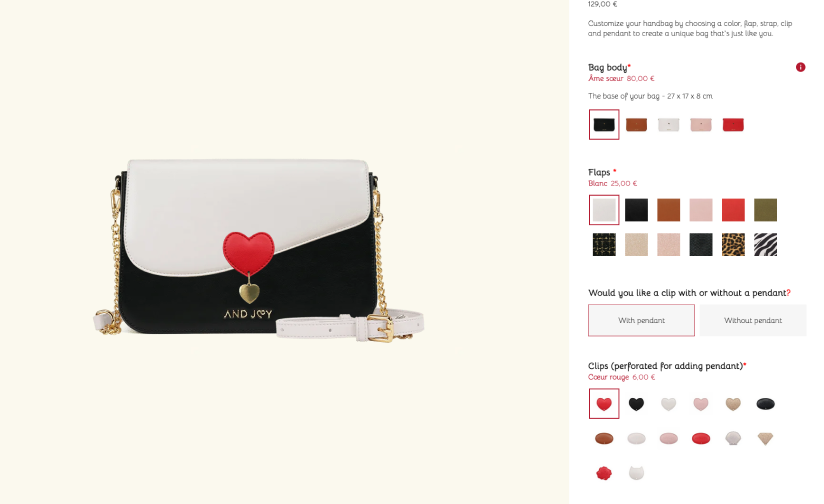 129,00 €
Customize your handbag by choosing a color, flap, strap, clip
and pendant to create a unique bag that's just like you.
Bag body*
i
Âme sœur 80,00 €
The base of your bag - 27 x 17 x 8 cm
Flaps *
Blanc 25,00 €
AND JOY
Would you like a clip with or without a pendant?
With pendant
Without pendant
Clips (perforated for adding pendant)*
Cœur rouge 6,00 €